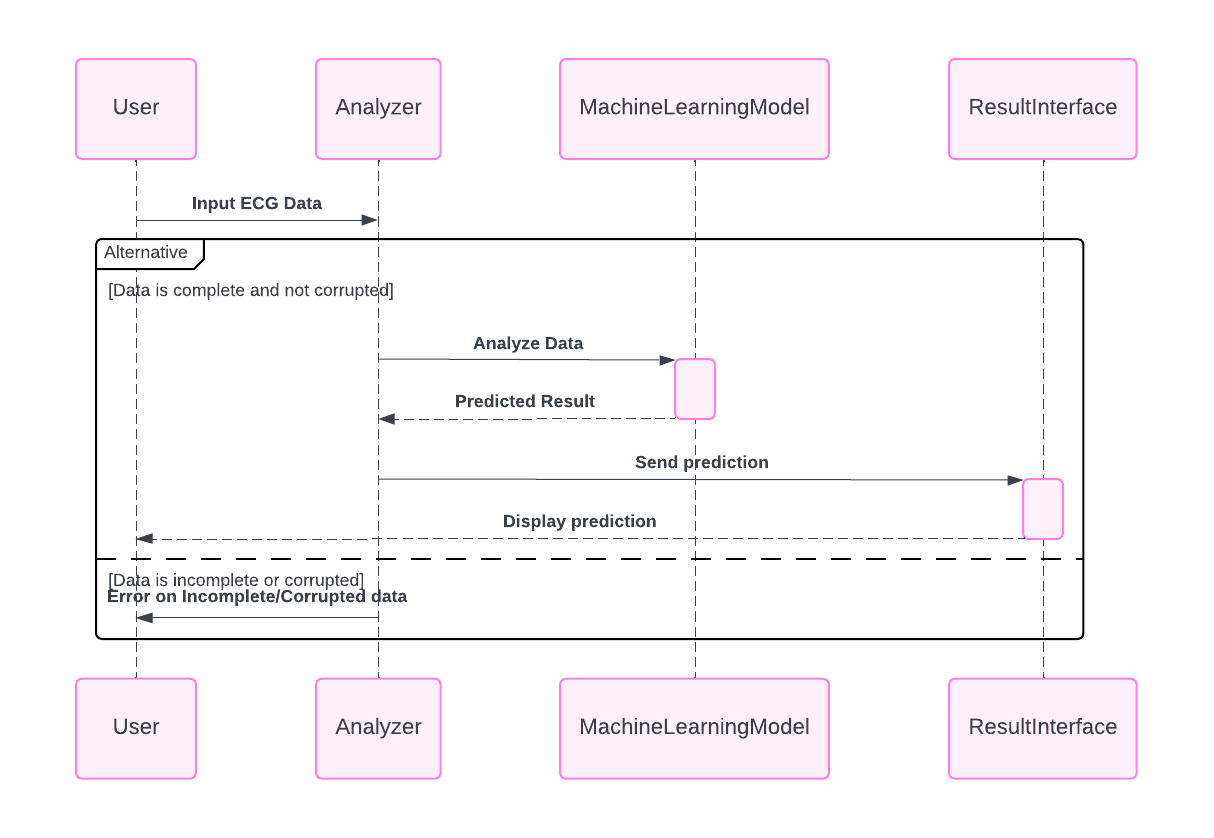 User
Analyzer
MachineLearningModel
ResultInterface
Input ECG Data
Alternative
[Data is complete and not corrupted]
Analyze Data
Predicted Result
Send prediction
Display prediction
[Data is incomplete or corrupted]
Error on Incomplete/Corrupted data
User
Analyzer
MachineLearningModel
ResultInterface